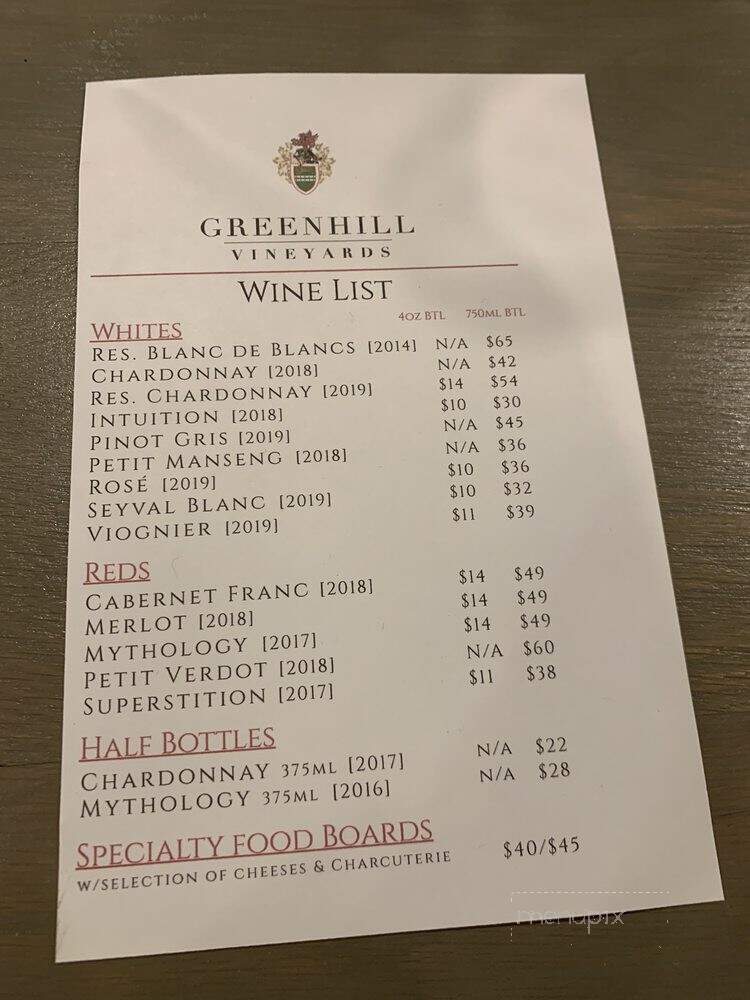 GREENHILL
VINEYARDS
WINE LIST
4OZ BTL 750ML BTL
WHITES
RES. BLANC DE BLANCS [2014] N/A $65
CHARDONNAY [2018] N/A $42
RES. CHARDONNAY [2019] $14 $54
INTUITION [2018] $10 $30
PINOT GRIS [2019] N/A $45
PETIT MANSENG [2018] N/A $36
ROSÉ [2019] $10 $36
SEYVAL BLANC [2019] $10 $32
VIOGNIER [2019] $11 $39
REDS
CABERNET FRANC [2018] $14 $49
MERLOT [2018] $14 $49
MYTHOLOGY [2017] $14 $49
PETIT VERDOT [2018] N/A $60
SUPERSTITION [2017] $11 $38
HALF BOTTLES
CHARDONNAY 375ML [2017] N/A $22
MYTHOLOGY 375ML [2016] N/A $28
SPECIALTY FOOD BOARDS
W/SELECTION OF CHEESES & CHARCUTERIE $40/$45
menupix